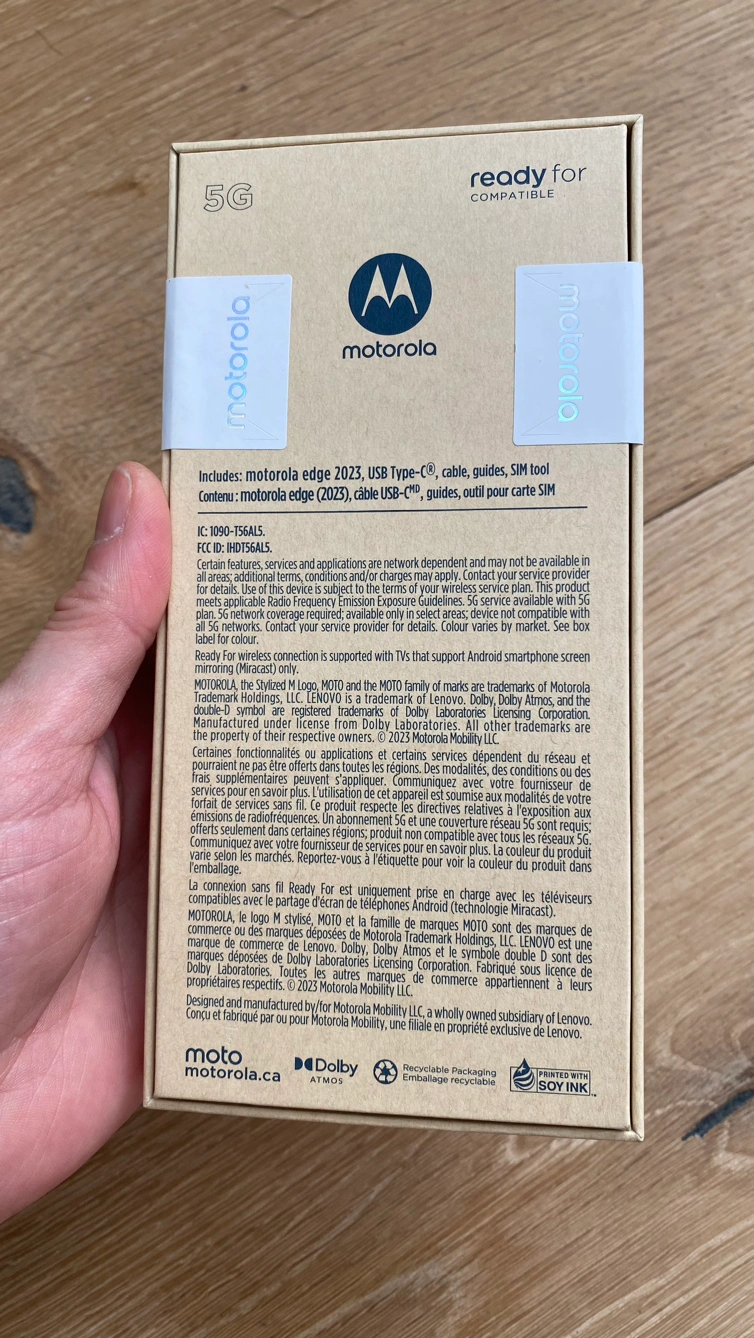 5G
ready for
COMPATIBLE
motorola
motorola
motorola
Includes: motorola edge 2023, USB Type-C®, cable, guides, SIM tool
Contenu : motorola edge (2023), câble USB-Cᴹᴰ, guides, outil pour carte SIM
IC: 1090-T56AL5.
FCC ID: IHDT56AL5.
Certain features, services and applications are network dependent and may not be available in
all areas; additional terms, conditions and/or charges may apply. Contact your service provider
for details. Use of this device is subject to the terms of your wireless service plan. This product
meets applicable Radio Frequency Emission Exposure Guidelines. 5G service available with 5G
plan. 5G network coverage required; available only in select areas; device not compatible with
all 5G networks. Contact your service provider for details. Colour varies by market. See box
label for colour.
Ready For wireless connection is supported with TVs that support Android smartphone screen
mirroring (Miracast) only.
MOTOROLA, the Stylized M Logo, MOTO and the MOTO family of marks are trademarks of Motorola
Trademark Holdings, LLC. LENOVO is a trademark of Lenovo. Dolby, Dolby Atmos, and the
double-D symbol are registered trademarks of Dolby Laboratories Licensing Corporation.
Manufactured under license from Dolby Laboratories. All other trademarks are
the property of their respective owners. © 2023 Motorola Mobility LLC.
Certaines fonctionnalités ou applications et certains services dépendent du réseau et
pourraient ne pas être offerts dans toutes les régions. Des modalités, des conditions ou des
frais supplémentaires peuvent s'appliquer. Communiquez avec votre fournisseur de
services pour en savoir plus. L'utilisation de cet appareil est soumise aux modalités de votre
forfait de services sans fil. Ce produit respecte les directives relatives à l'exposition aux
émissions de radiofréquences. Un abonnement 5G et une couverture réseau 5G sont requis;
offerts seulement dans certaines régions; produit non compatible avec tous les réseaux 5G.
Communiquez avec votre fournisseur de services pour en savoir plus. La couleur du produit
varie selon les marchés. Reportez-vous à l'étiquette pour voir la couleur du produit dans
l'emballage.
La connexion sans fil Ready For est uniquement prise en charge avec les téléviseurs
compatibles avec le partage d'écran de téléphones Android (technologie Miracast).
MOTOROLA, le logo M stylisé, MOTO et la famille de marques MOTO sont des marques de
commerce ou des marques déposées de Motorola Trademark Holdings, LLC. LENOVO est une
marque de commerce de Lenovo. Dolby, Dolby Atmos et le symbole double D sont des
marques déposées de Dolby Laboratories Licensing Corporation. Fabriqué sous licence de
Dolby Laboratories. Toutes les autres marques de commerce appartiennent à leurs
propriétaires respectifs. © 2023 Motorola Mobility LLC.
Designed and manufactured by/for Motorola Mobility LLC, a wholly owned subsidiary of Lenovo.
Conçu et fabriqué par ou pour Motorola Mobility, une filiale en propriété exclusive de Lenovo.
moto
motorola.ca
Dolby
ATMOS
Recyclable Packaging
Emballage recyclable
PRINTED WITH
SOY INK™